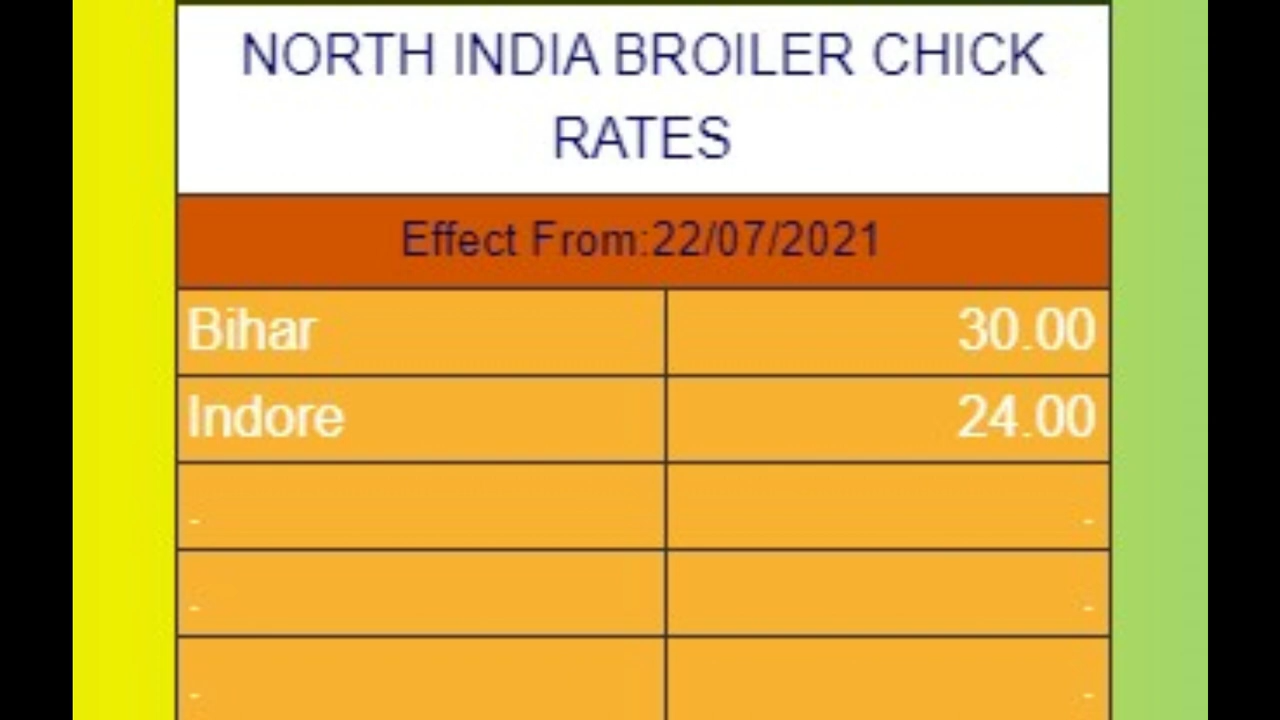 NORTH INDIA BROILER CHICK
RATES
Effect From:22/07/2021
Bihar 30.00
Indore 24.00
- -
- -
- -